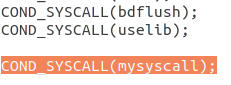 COND_SYSCALL(bdflush);
COND_SYSCALL(uselib);
COND_SYSCALL(mysyscall);